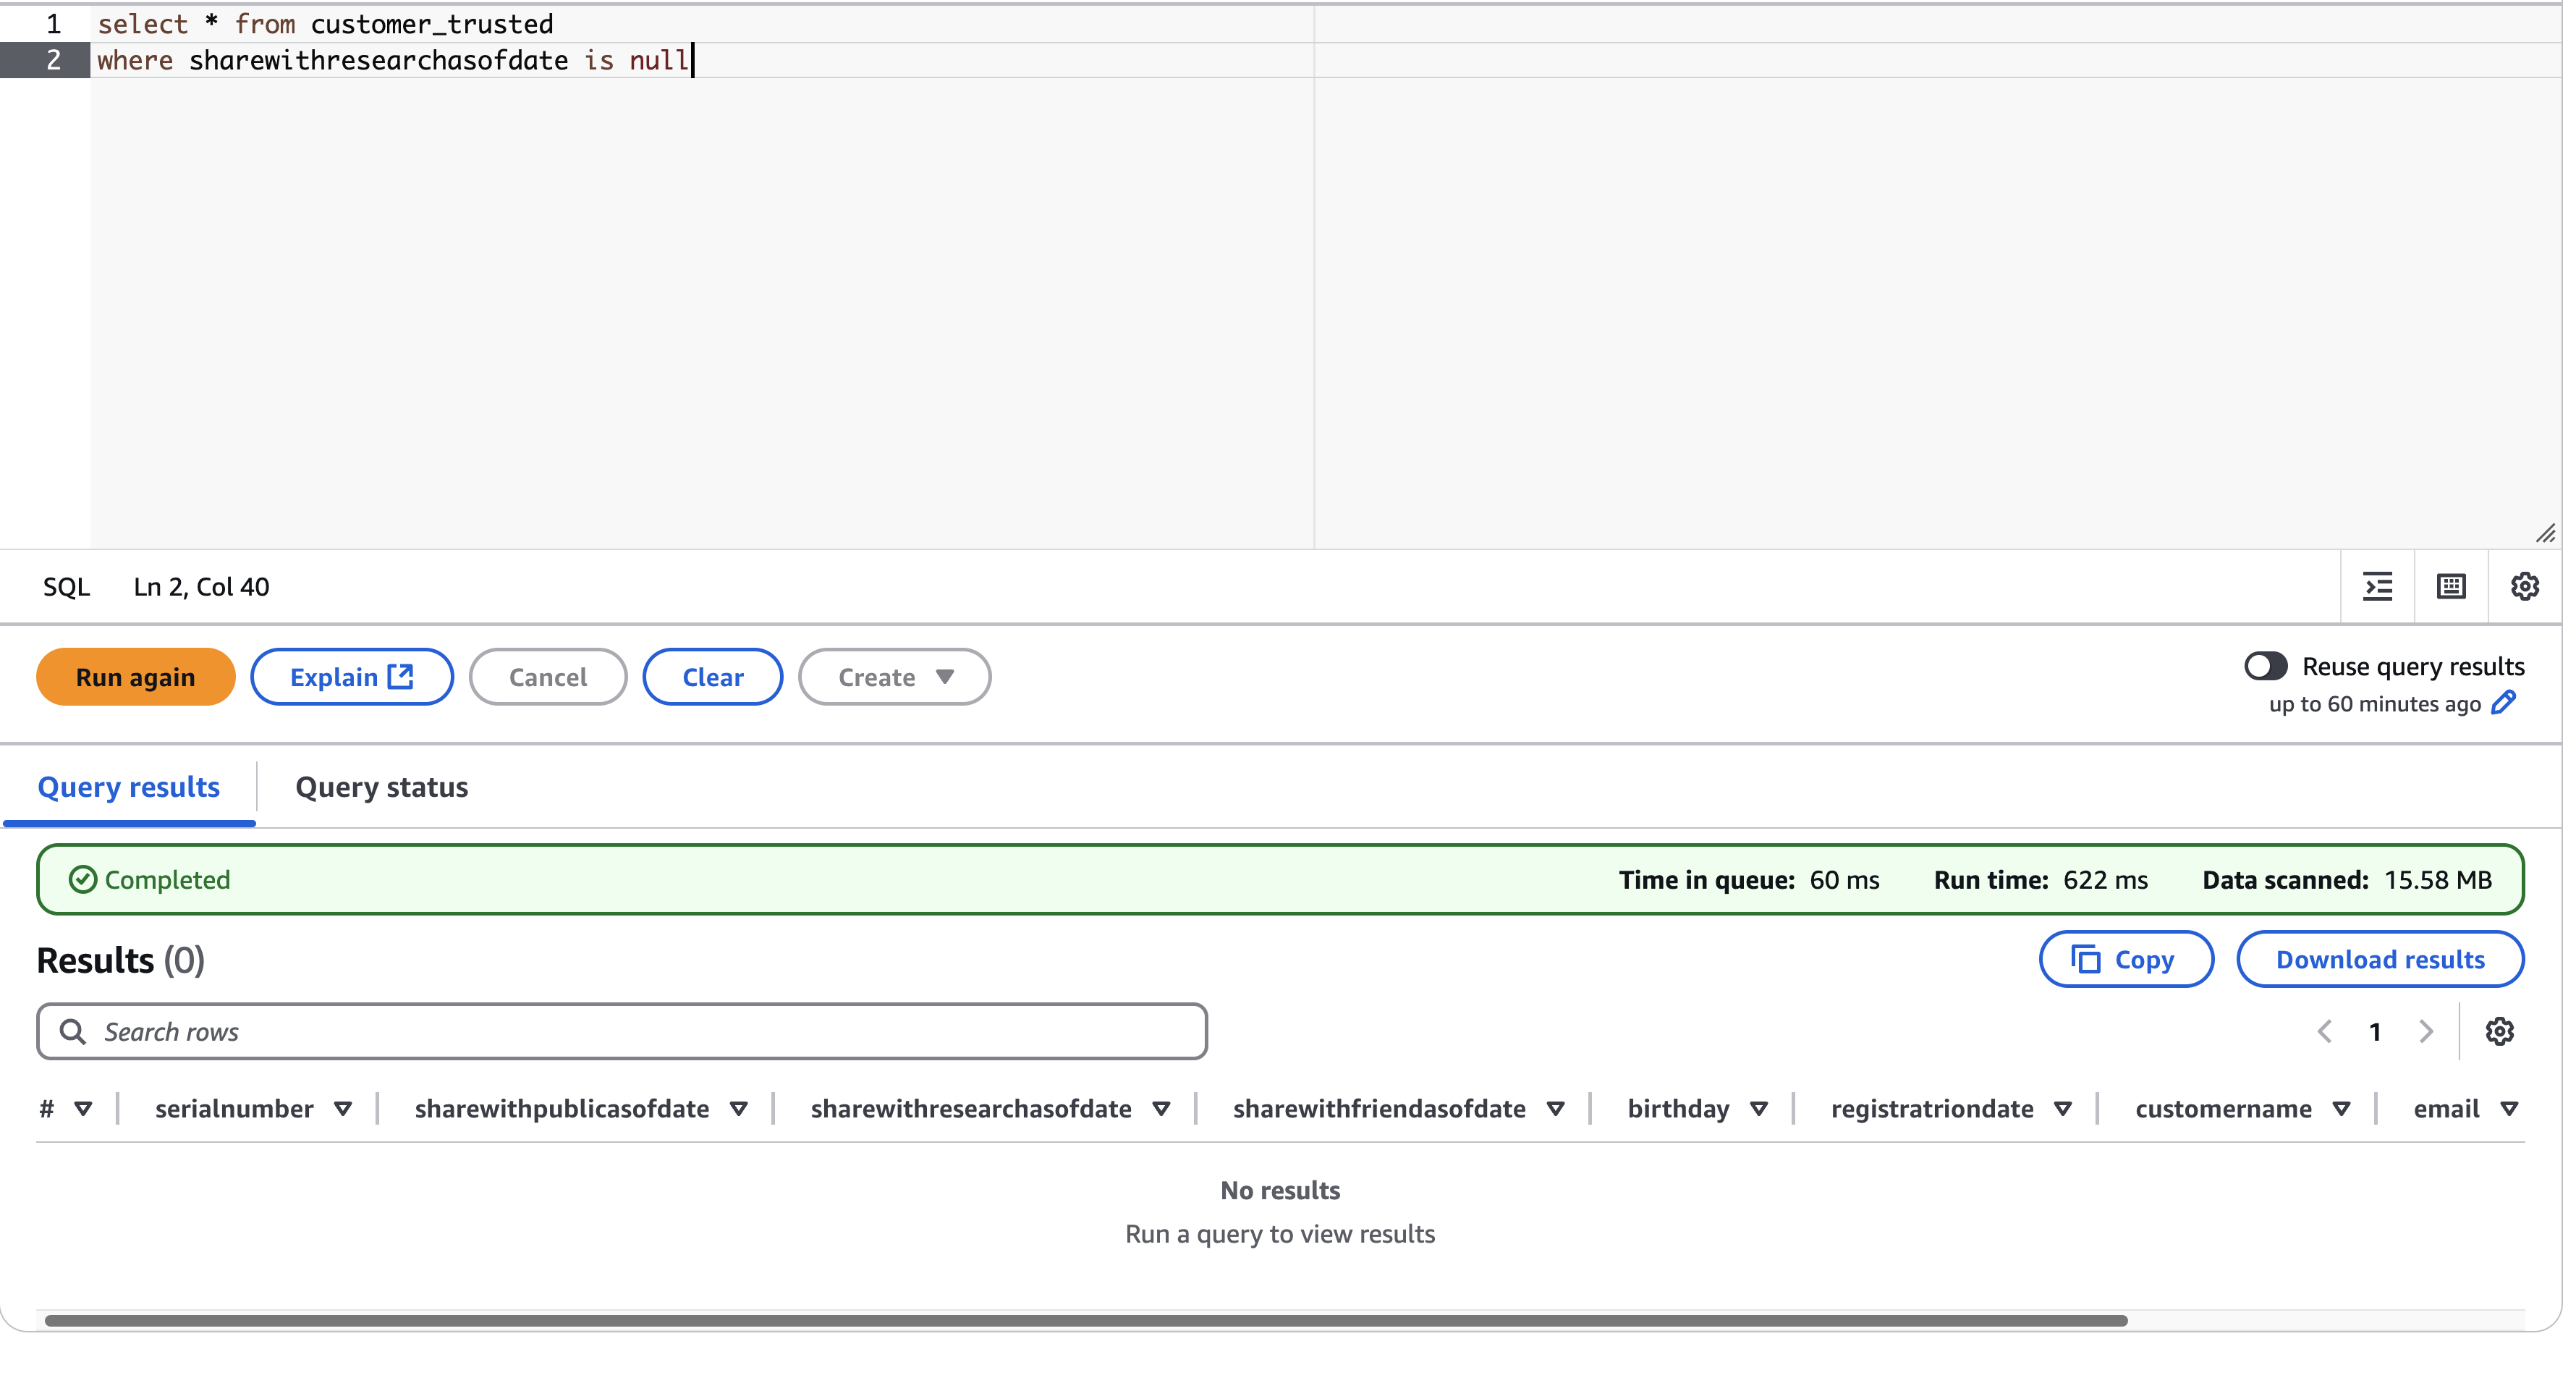 1 select * from customer_trusted
2 where sharewithresearchasofdate is null
SQL Ln 2, Col 40
Run again Explain Cancel Clear Create Reuse query results
up to 60 minutes ago
Query results Query status
Completed Time in queue: 60 ms Run time: 622 ms Data scanned: 15.58 MB
Results (0) Copy Download results
Search rows 1
# serialnumber sharewithpublicasofdate sharewithresearchasofdate sharewithfriendasofdate birthday registratriondate customername email
No results
Run a query to view results